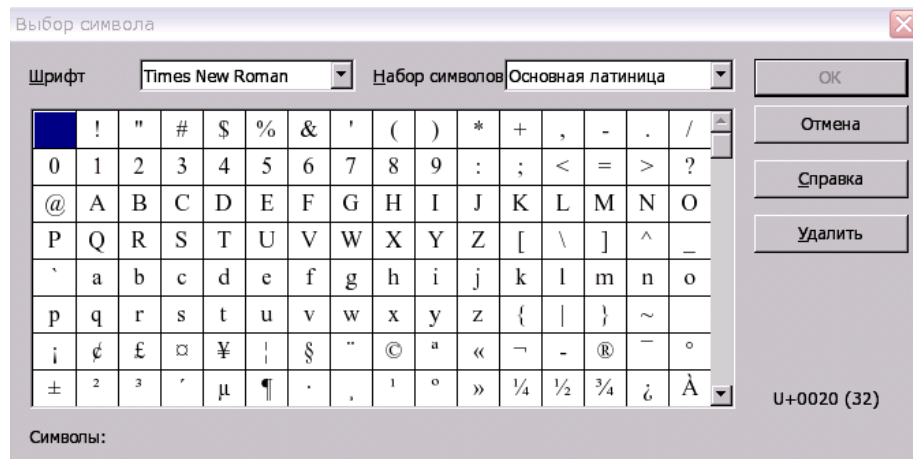 Выбор символа
Шрифт Times New Roman Набор символов Основная латиница OK
! " # $ % & ' ( ) * + , - . / Отмена
0 1 2 3 4 5 6 7 8 9 : ; < = > ?
Справка
@ A B C D E F G H I J K L M N O
P Q R S T U V W X Y Z [ \ ] ^ _ Удалить
` a b c d e f g h i j k l m n o
p q r s t u v w x y z { | } ~
¡ ¢ £ ¤ ¥ ¦ § ¨ © ª « ¬ - ® ¯ °
± ² ³ ´ µ ¶ · ¸ ¹ º » ¼ ½ ¾ ¿ À
U+0020 (32)
Символы: